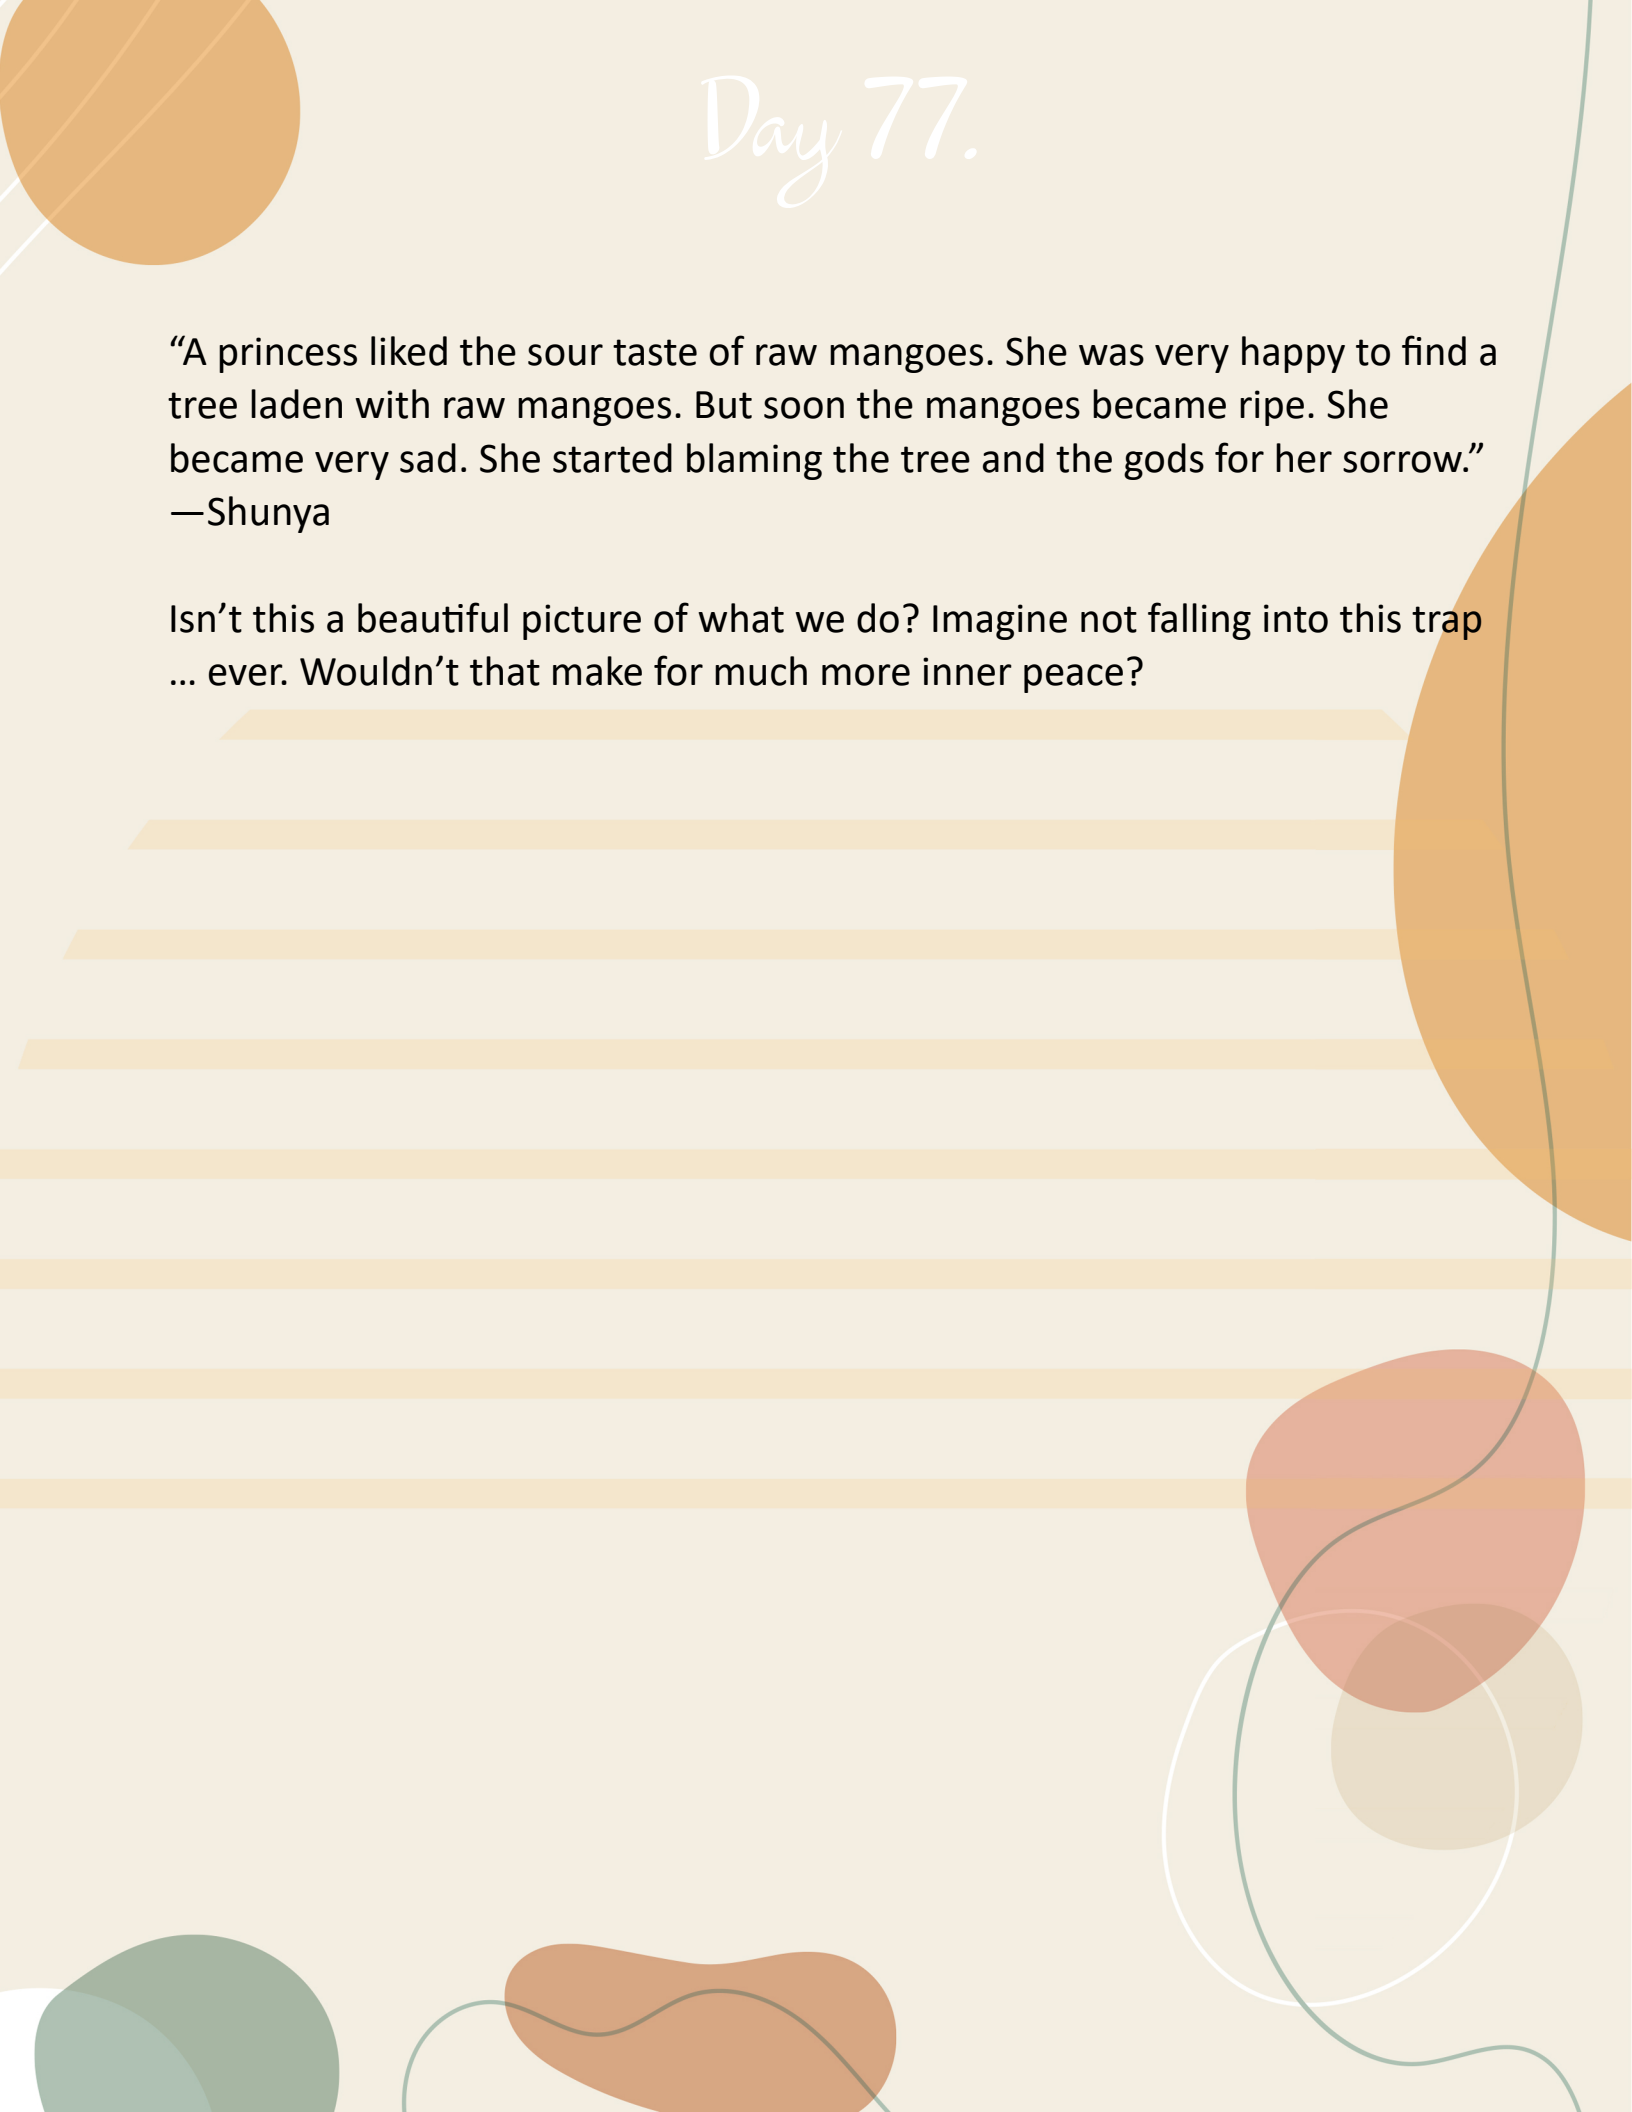 Day 77.
“A princess liked the sour taste of raw mangoes. She was very happy to find a
tree laden with raw mangoes. But soon the mangoes became ripe. She
became very sad. She started blaming the tree and the gods for her sorrow.”
—Shunya
Isn’t this a beautiful picture of what we do? Imagine not falling into this trap
… ever. Wouldn’t that make for much more inner peace?